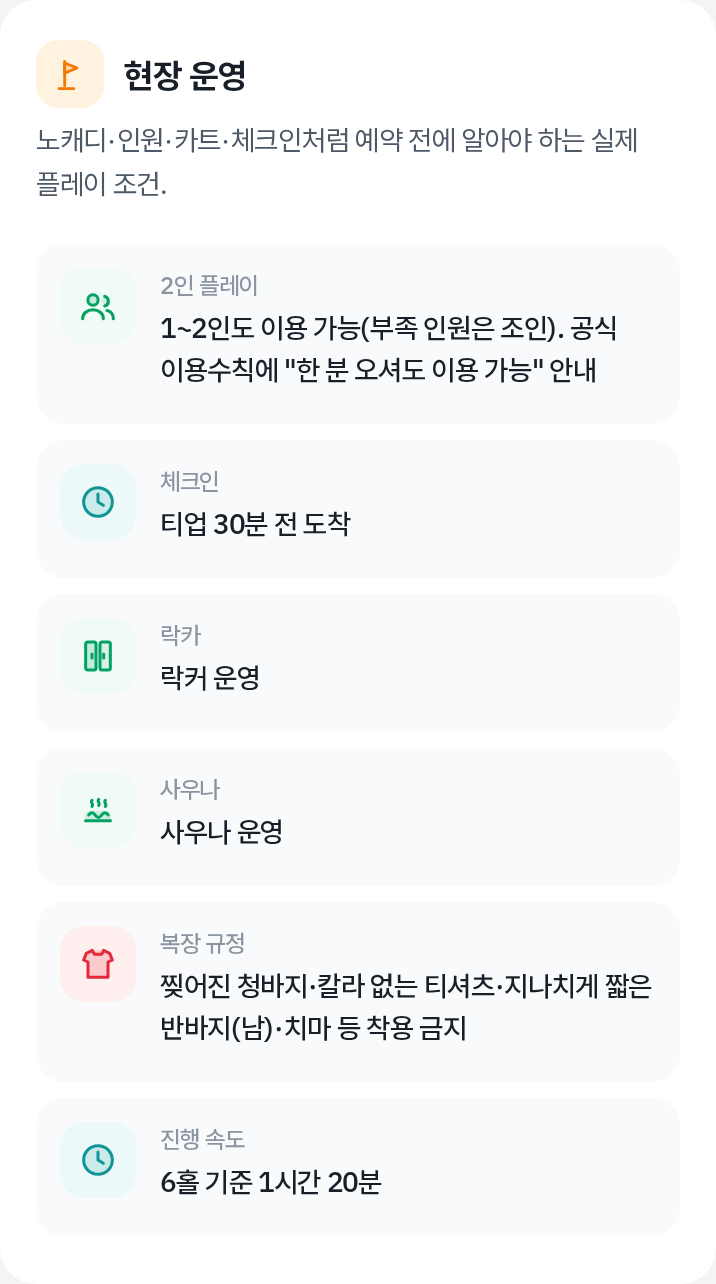 현장 운영
노캐디·인원·카트·체크인처럼 예약 전에 알아야 하는 실제
플레이 조건.
2인 플레이
1~2인도 이용 가능(부족 인원은 조인). 공식
이용수칙에 "한 분 오셔도 이용 가능" 안내
체크인
티업 30분 전 도착
락카
락커 운영
사우나
사우나 운영
복장 규정
찢어진 청바지·칼라 없는 티셔츠·지나치게 짧은
반바지(남)·치마 등 착용 금지
진행 속도
6홀 기준 1시간 20분